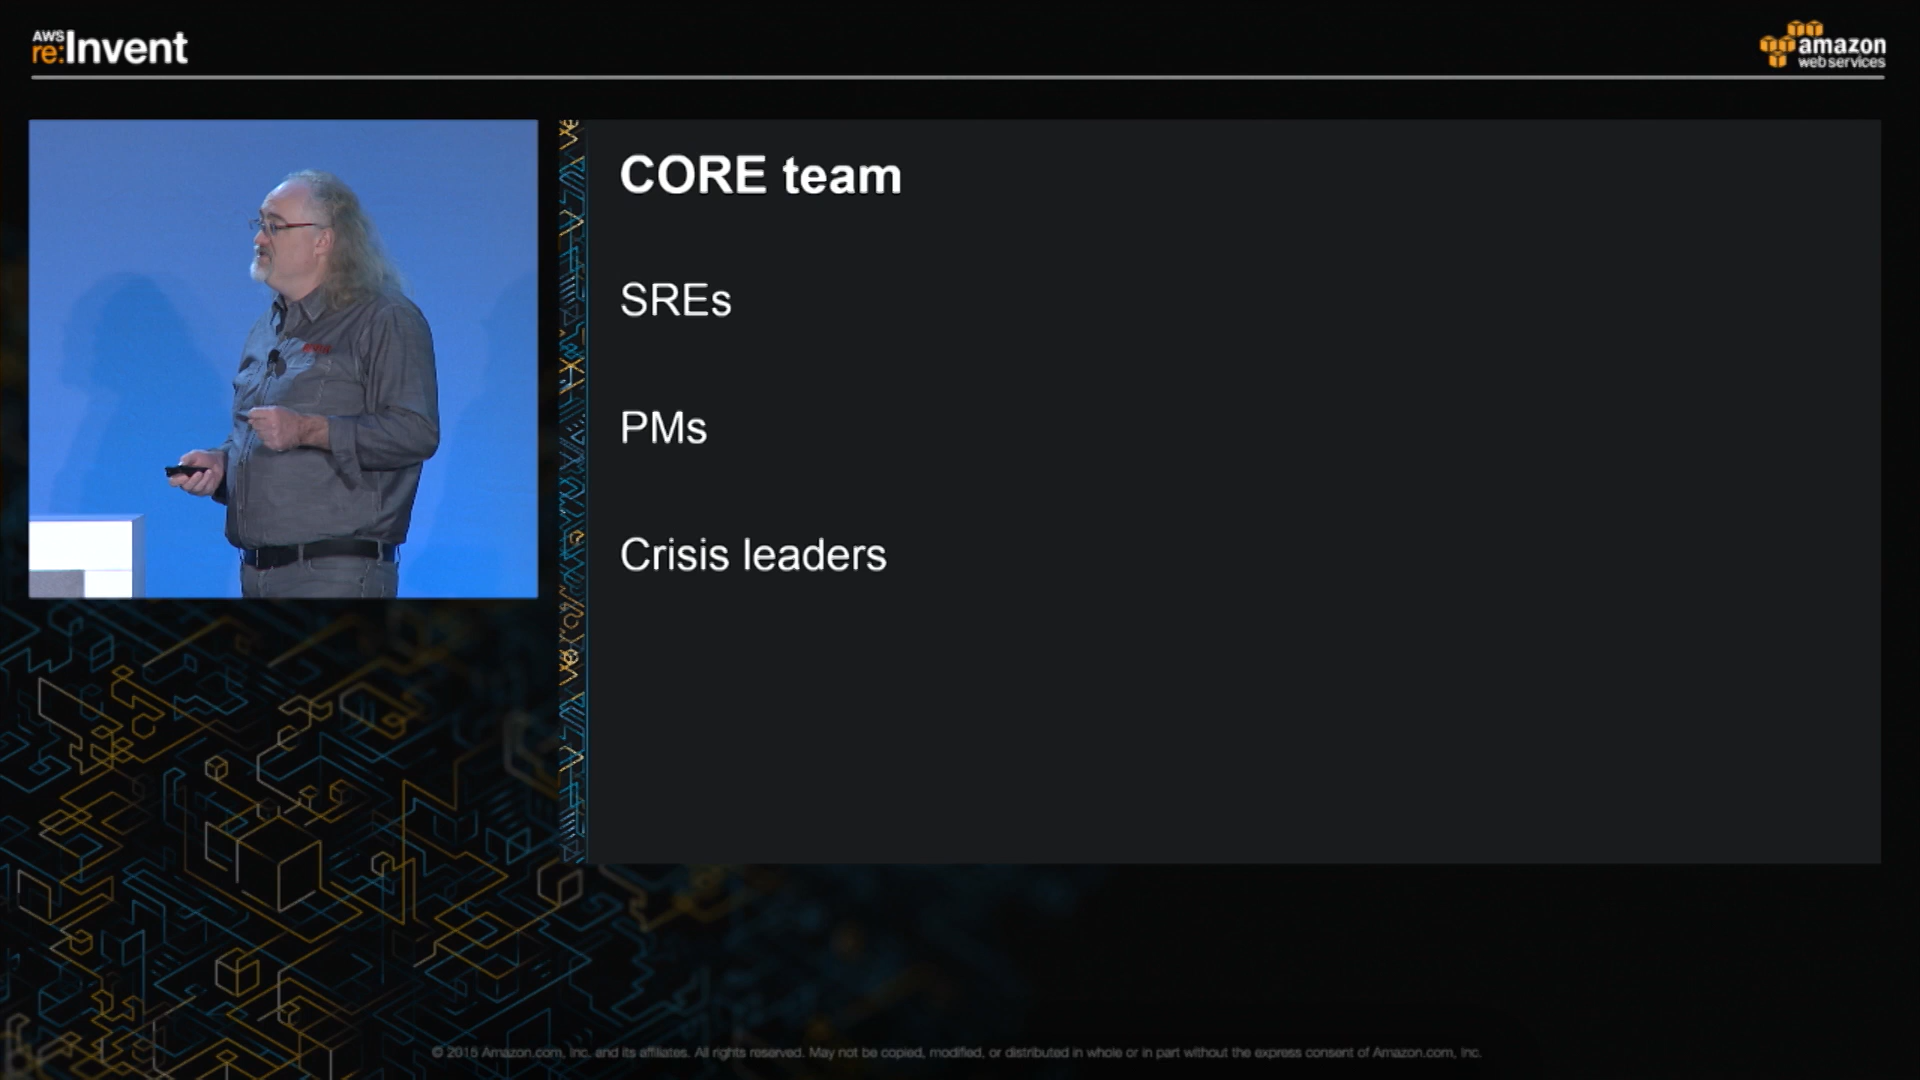 AWS
re:Invent
amazon
webservices
CORE team
SREs
PMs
Crisis leaders
© 2015 Amazon.com, Inc. and its affiliates. All rights reserved. May not be copied, modified, or distributed in whole or in part without the express consent of Amazon.com, Inc.